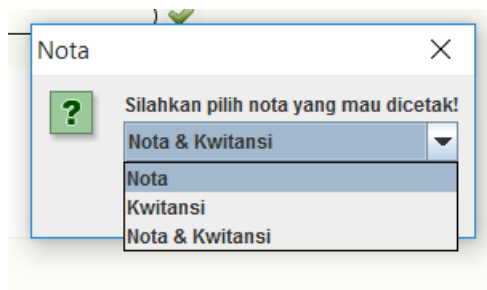 )
Nota
?
Silahkan pilih nota yang mau dicetak!
Nota & Kwitansi
Nota
Kwitansi
Nota & Kwitansi